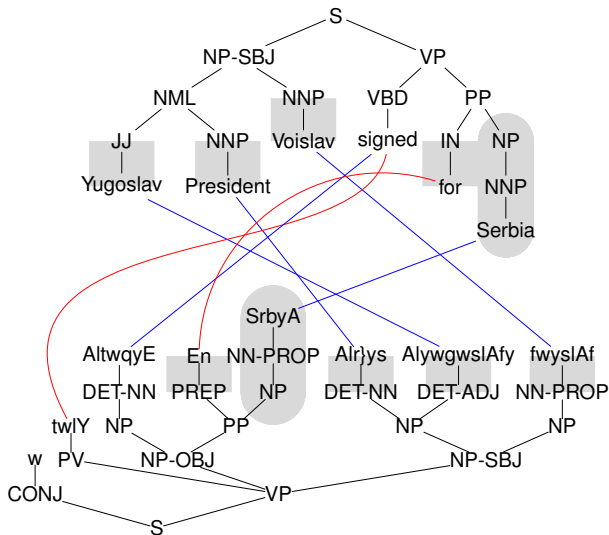 S
NP-SBJ VP
NML NNP VBD PP
JJ NNP Voislav signed IN NP
Yugoslav President for NNP
Serbia
SrbyA
AltwqyE En NN-PROP Alr}ys AlywgwslAfy fwyslAf
DET-NN PREP NP DET-NN DET-ADJ NN-PROP
twlY NP PP NP NP
w PV NP-OBJ NP-SBJ
CONJ VP
S